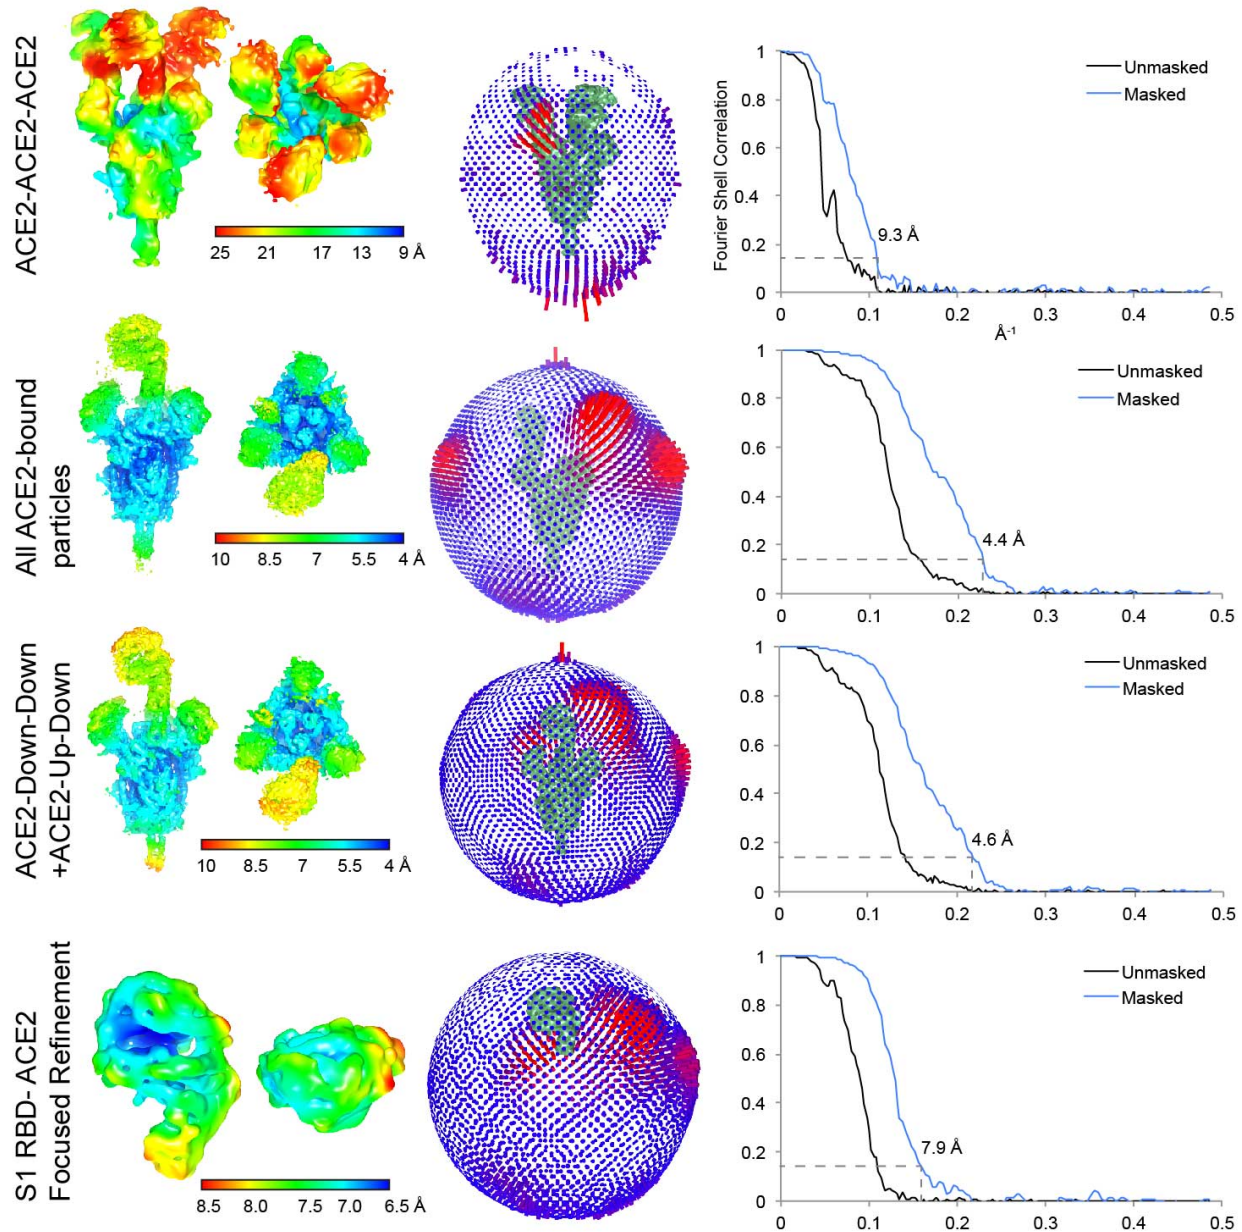 ACE2-ACE2-ACE2
25 21 17 13 9 Å
Fourier Shell Correlation
1
0.8
0.6
0.4
0.2
0
Unmasked
Masked
9.3 Å
0 0.1 0.2 0.3 0.4 0.5
Å-1
All ACE2-bound
particles
10 8.5 7 5.5 4 Å
1
0.8
0.6
0.4
0.2
0
Unmasked
Masked
4.4 Å
0 0.1 0.2 0.3 0.4 0.5
ACE2-Down-Down
+ACE2-Up-Down
10 8.5 7 5.5 4 Å
1
0.8
0.6
0.4
0.2
0
Unmasked
Masked
4.6 Å
0 0.1 0.2 0.3 0.4 0.5
S1 RBD- ACE2
Focused Refinement
8.5 8.0 7.5 7.0 6.5 Å
1
0.8
0.6
0.4
0.2
0
Unmasked
Masked
7.9 Å
0 0.1 0.2 0.3 0.4 0.5